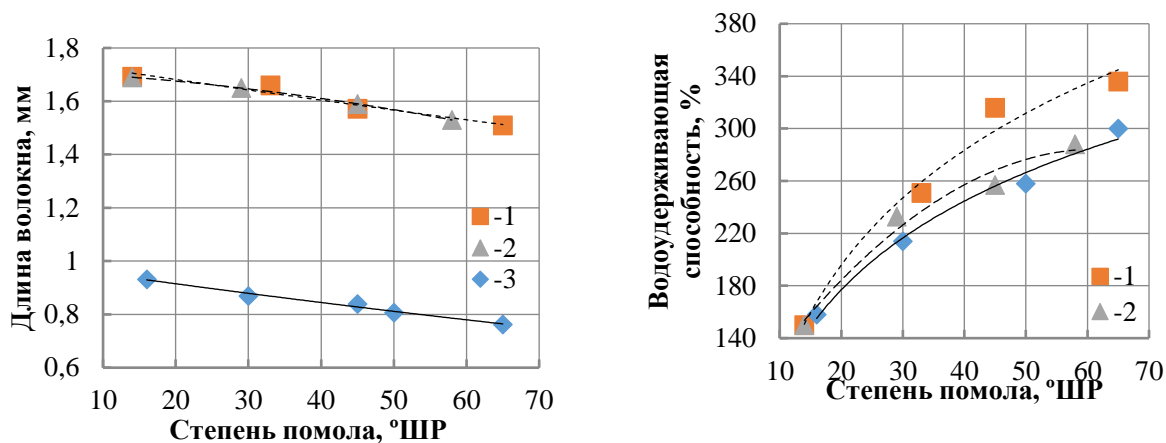 Длина волокна, мм
1,8
1,6
1,4
1,2
1
0,8
0,6
10 20 30 40 50 60 70
Степень помола, ºШР
-1
-2
-3
Водоудерживающая
способность, %
380
340
300
260
220
180
140
10 20 30 40 50 60 70
Степень помола, ºШР
-1
-2